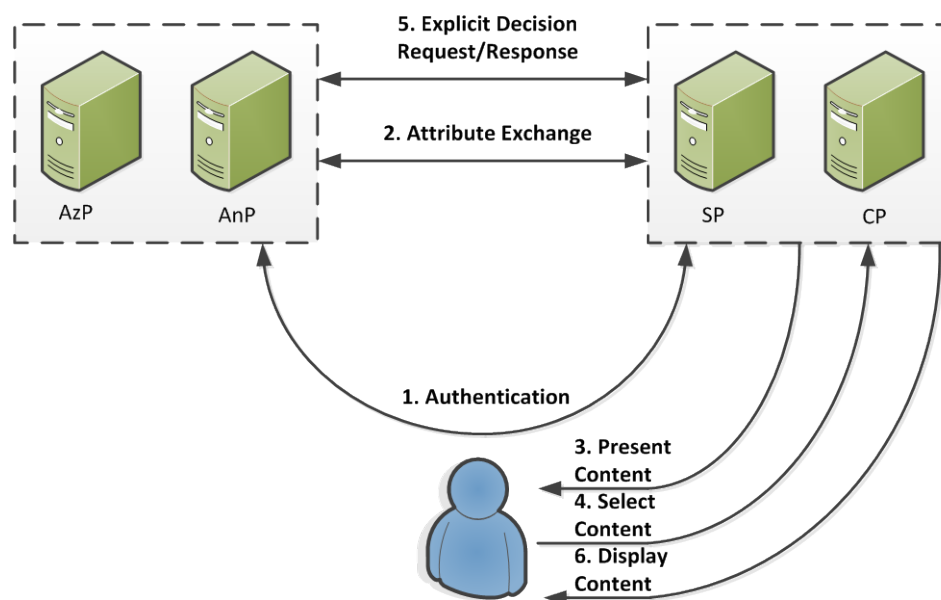 5. Explicit Decision
Request/Response
2. Attribute Exchange
AzP
AnP
SP
CP
1. Authentication
3. Present
Content
4. Select
Content
6. Display
Content